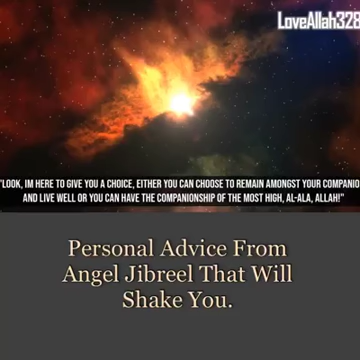 LoveAllah328
"LOOK, IM HERE TO GIVE YOU A CHOICE, EITHER YOU CAN CHOOSE TO REMAIN AMONGST YOUR COMPANIO
AND LIVE WELL OR YOU CAN HAVE THE COMPANIONSHIP OF THE MOST HIGH, AL-ALA, ALLAH!"
Personal Advice From
Angel Jibreel That Will
Shake You.